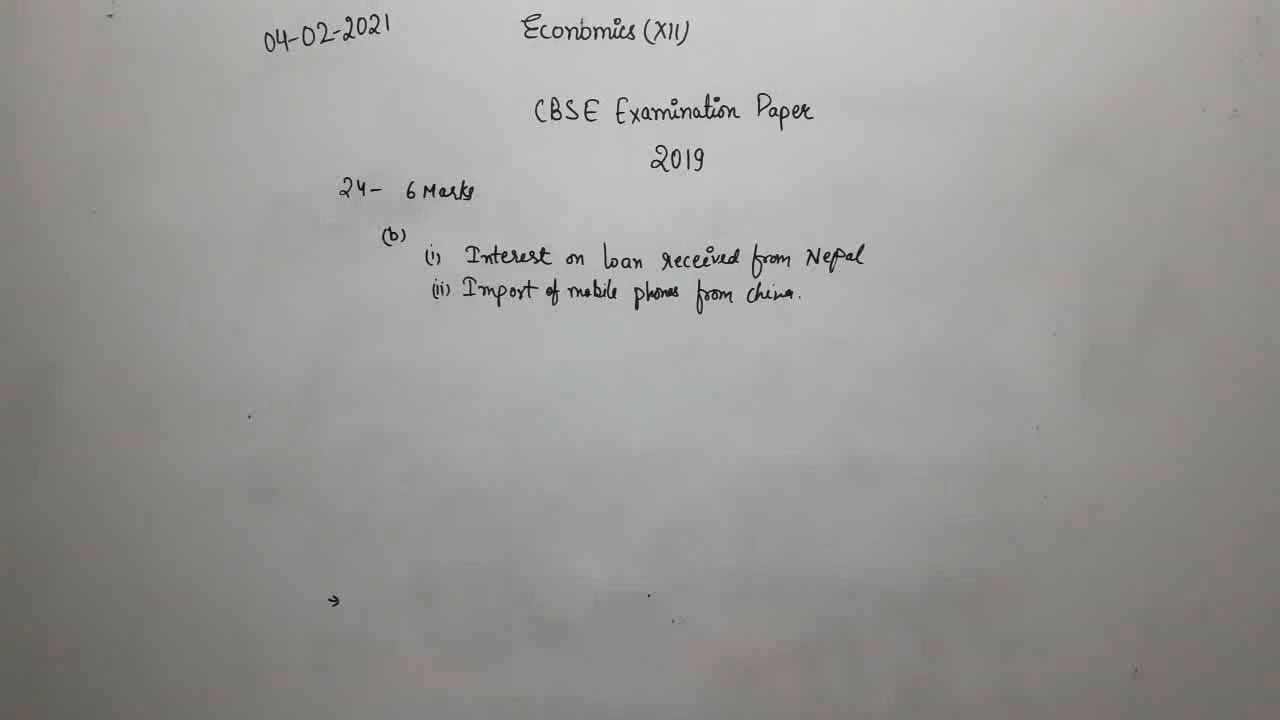 04-02-2021
Economics (XII)
CBSE Examination Paper
2019
24- 6 Marks
(b)
(i) Interest on loan received from Nepal
(ii) Import of mobile phones from china.
→